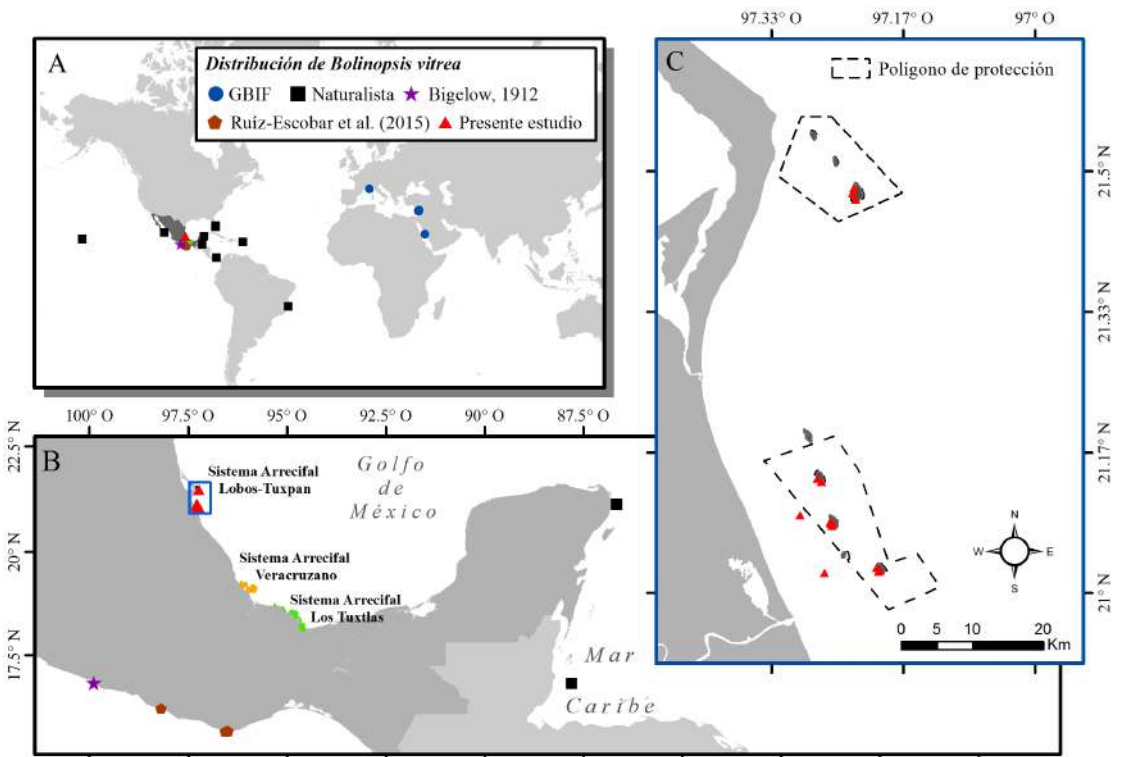 A
Distribución de Bolinopsis vitrea
GBIF Naturalista Bigelow, 1912
Ruíz-Escobar et al. (2015) Presente estudio
97.33° O 97.17° O 97° O
C
Polígono de protección
21.5° N
21.33° N
21.17° N
21° N
N
W E
S
0 5 10 20
Km
100° O 97.5° O 95° O 92.5° O 90° O 87.5° O
B
22.5° N
20° N
17.5° N
Sistema Arrecifal
Lobos-Tuxpan
Golfo
de
México
Sistema Arrecifal
Veracruzano
Sistema Arrecifal
Los Tuxtlas
Mar
Caribe